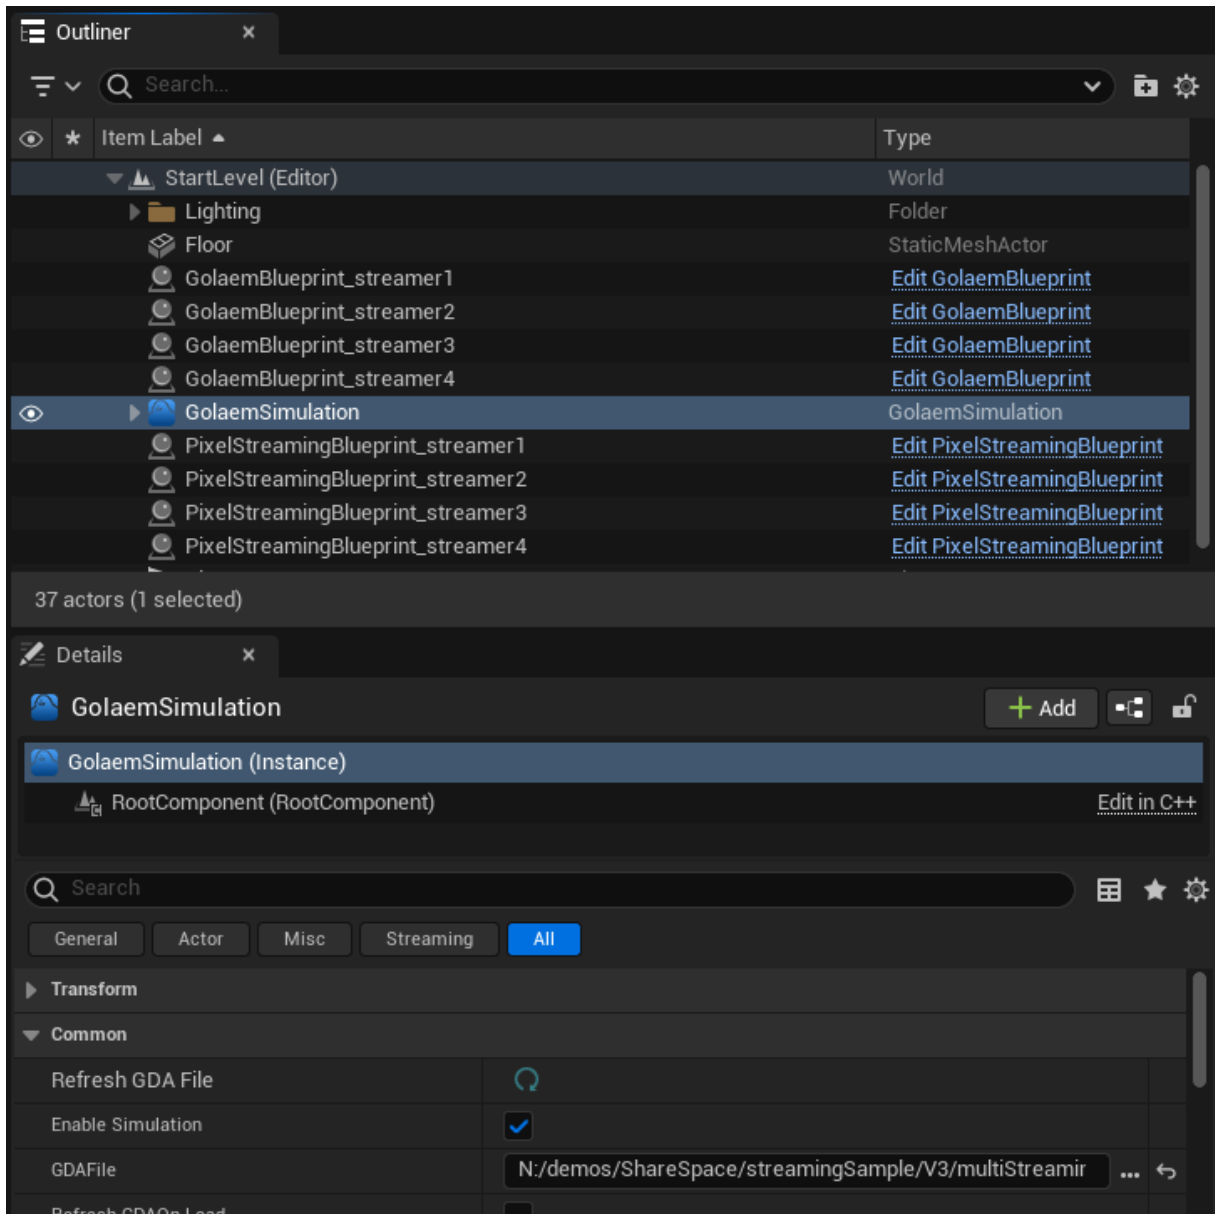 Outliner
Search...
Item Label Type
StartLevel (Editor) World
Lighting Folder
Floor StaticMeshActor
GolaemBlueprint_streamer1 Edit GolaemBlueprint
GolaemBlueprint_streamer2 Edit GolaemBlueprint
GolaemBlueprint_streamer3 Edit GolaemBlueprint
GolaemBlueprint_streamer4 Edit GolaemBlueprint
GolaemSimulation GolaemSimulation
PixelStreamingBlueprint_streamer1 Edit PixelStreamingBlueprint
PixelStreamingBlueprint_streamer2 Edit PixelStreamingBlueprint
PixelStreamingBlueprint_streamer3 Edit PixelStreamingBlueprint
PixelStreamingBlueprint_streamer4 Edit PixelStreamingBlueprint
37 actors (1 selected)
Details
GolaemSimulation Add
GolaemSimulation (Instance)
RootComponent (RootComponent) Edit in C++
Search
General Actor Misc Streaming All
Transform
Common
Refresh GDA File
Enable Simulation
GDAFile N:/demos/ShareSpace/streamingSample/V3/multiStreamir ...
Refresh GDAOn Load